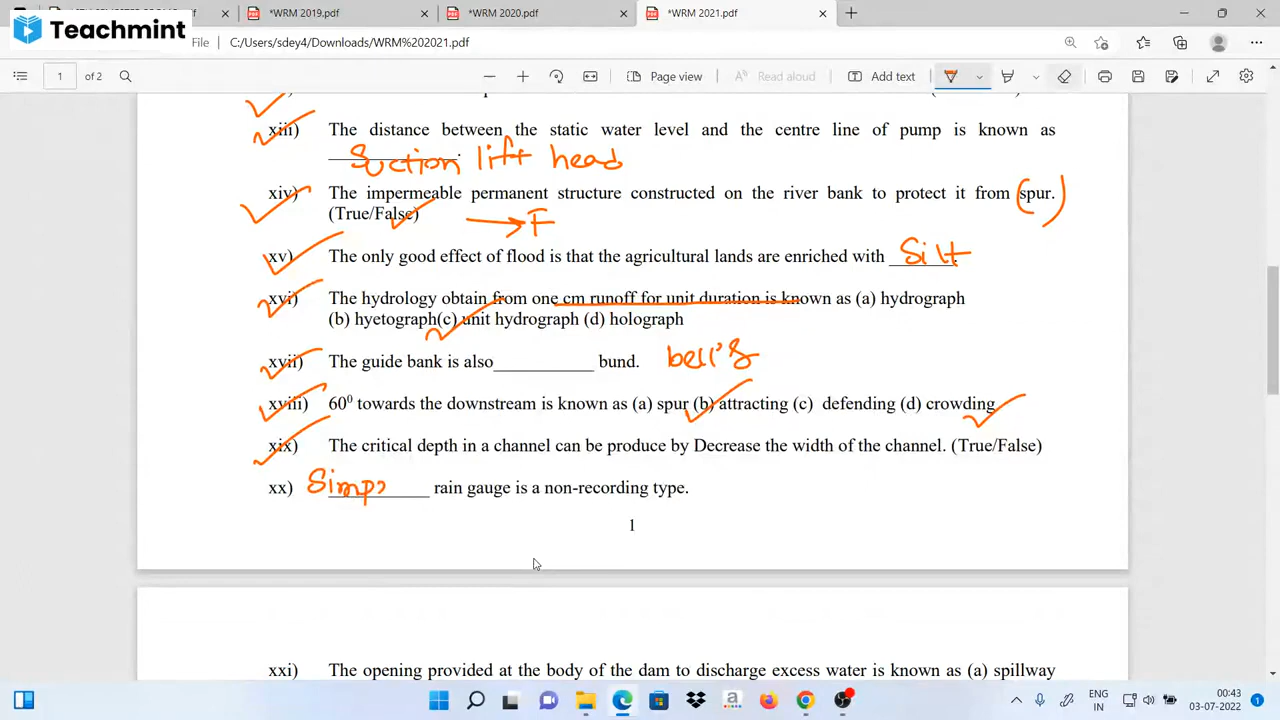 Teachmint
*WRM 2019.pdf
*WRM 2020.pdf
*WRM 2021.pdf
File
C:/Users/sdey4/Downloads/WRM%202021.pdf
1 of 2
Page view
Read aloud
Add text
xiii) The distance between the static water level and the centre line of pump is known as
____________. Suction lift head
xiv) The impermeable permanent structure constructed on the river bank to protect it from (spur.)
(True/False) → F
xv) The only good effect of flood is that the agricultural lands are enriched with _______. Silt
xvi) The hydrology obtain from one cm runoff for unit duration is known as (a) hydrograph
(b) hyetograph(c) unit hydrograph (d) holograph
xvii) The guide bank is also___________ bund. bell's
xviii) 60⁰ towards the downstream is known as (a) spur (b) attracting (c) defending (d) crowding
xix) The critical depth in a channel can be produce by Decrease the width of the channel. (True/False)
xx) ___________ rain gauge is a non-recording type. Simp
1
xxi) The opening provided at the body of the dam to discharge excess water is known as (a) spillway
ENG
IN
00:43
03-07-2022